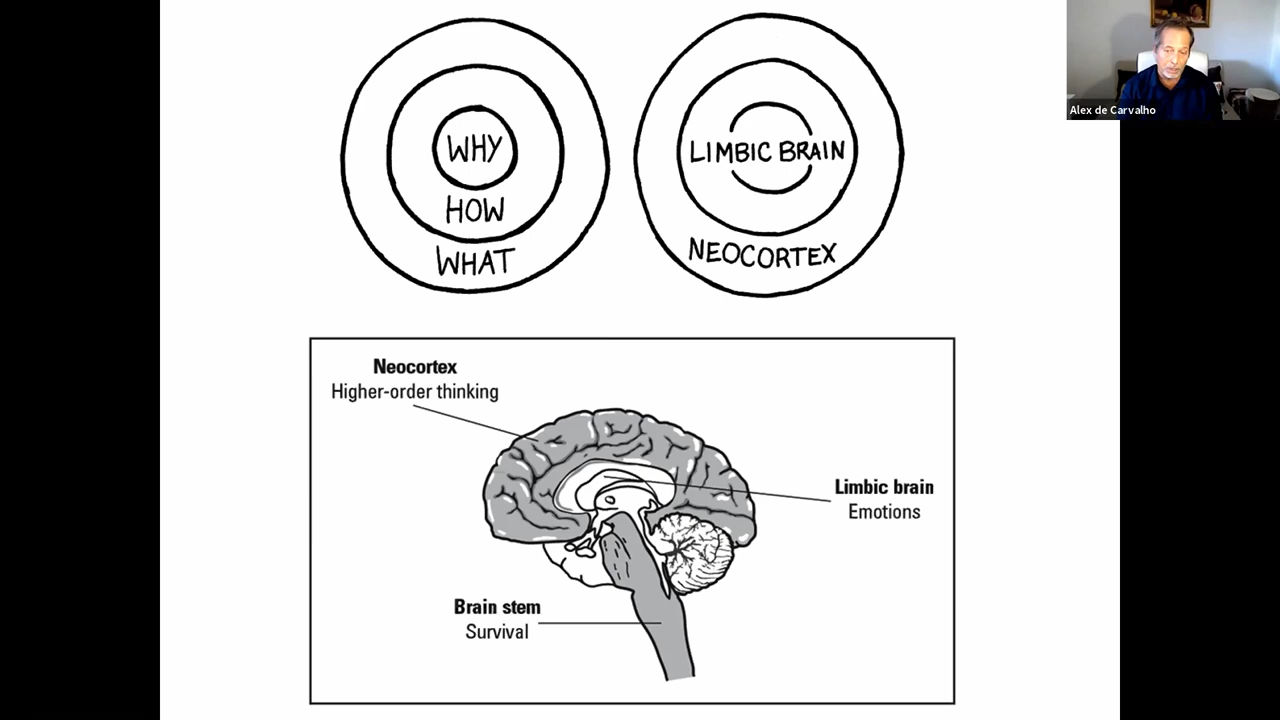 WHY
HOW
WHAT
LIMBIC BRAIN
NEOCORTEX
Alex de Carvalho
Neocortex
Higher-order thinking
Limbic brain
Emotions
Brain stem
Survival